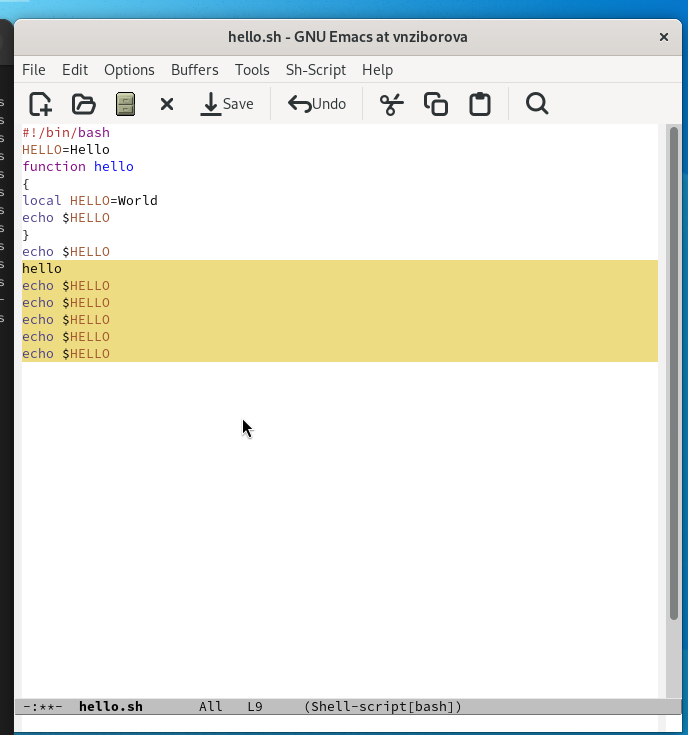 hello.sh - GNU Emacs at vnziborova
File Edit Options Buffers Tools Sh-Script Help
Save Undo
#!/bin/bash
HELLO=Hello
function hello
{
local HELLO=World
echo $HELLO
}
echo $HELLO
hello
echo $HELLO
echo $HELLO
echo $HELLO
echo $HELLO
echo $HELLO
-:**- hello.sh All L9 (Shell-script[bash])